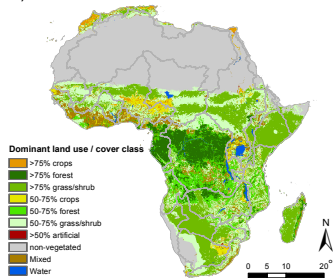 Dominant land use / cover class
>75% crops
>75% forest
>75% grass/shrub
50-75% crops
50-75% forest
50-75% grass/shrub
>50% artificial
non-vegetated
Mixed
Water
N
0 5 10 20°